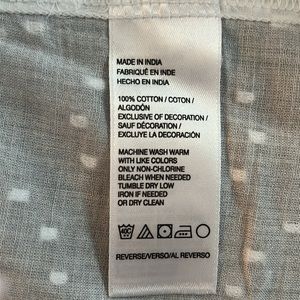 MADE IN INDIA
FABRIQUÉ EN INDE
HECHO EN INDIA
100% COTTON / COTON /
ALGODÓN
EXCLUSIVE OF DECORATION /
SAUF DÉCORATION /
EXCLUYE LA DECORACIÓN
MACHINE WASH WARM
WITH LIKE COLORS
ONLY NON-CHLORINE
BLEACH WHEN NEEDED
TUMBLE DRY LOW
IRON IF NEEDED
OR DRY CLEAN
REVERSE/VERSO/AL REVERSO